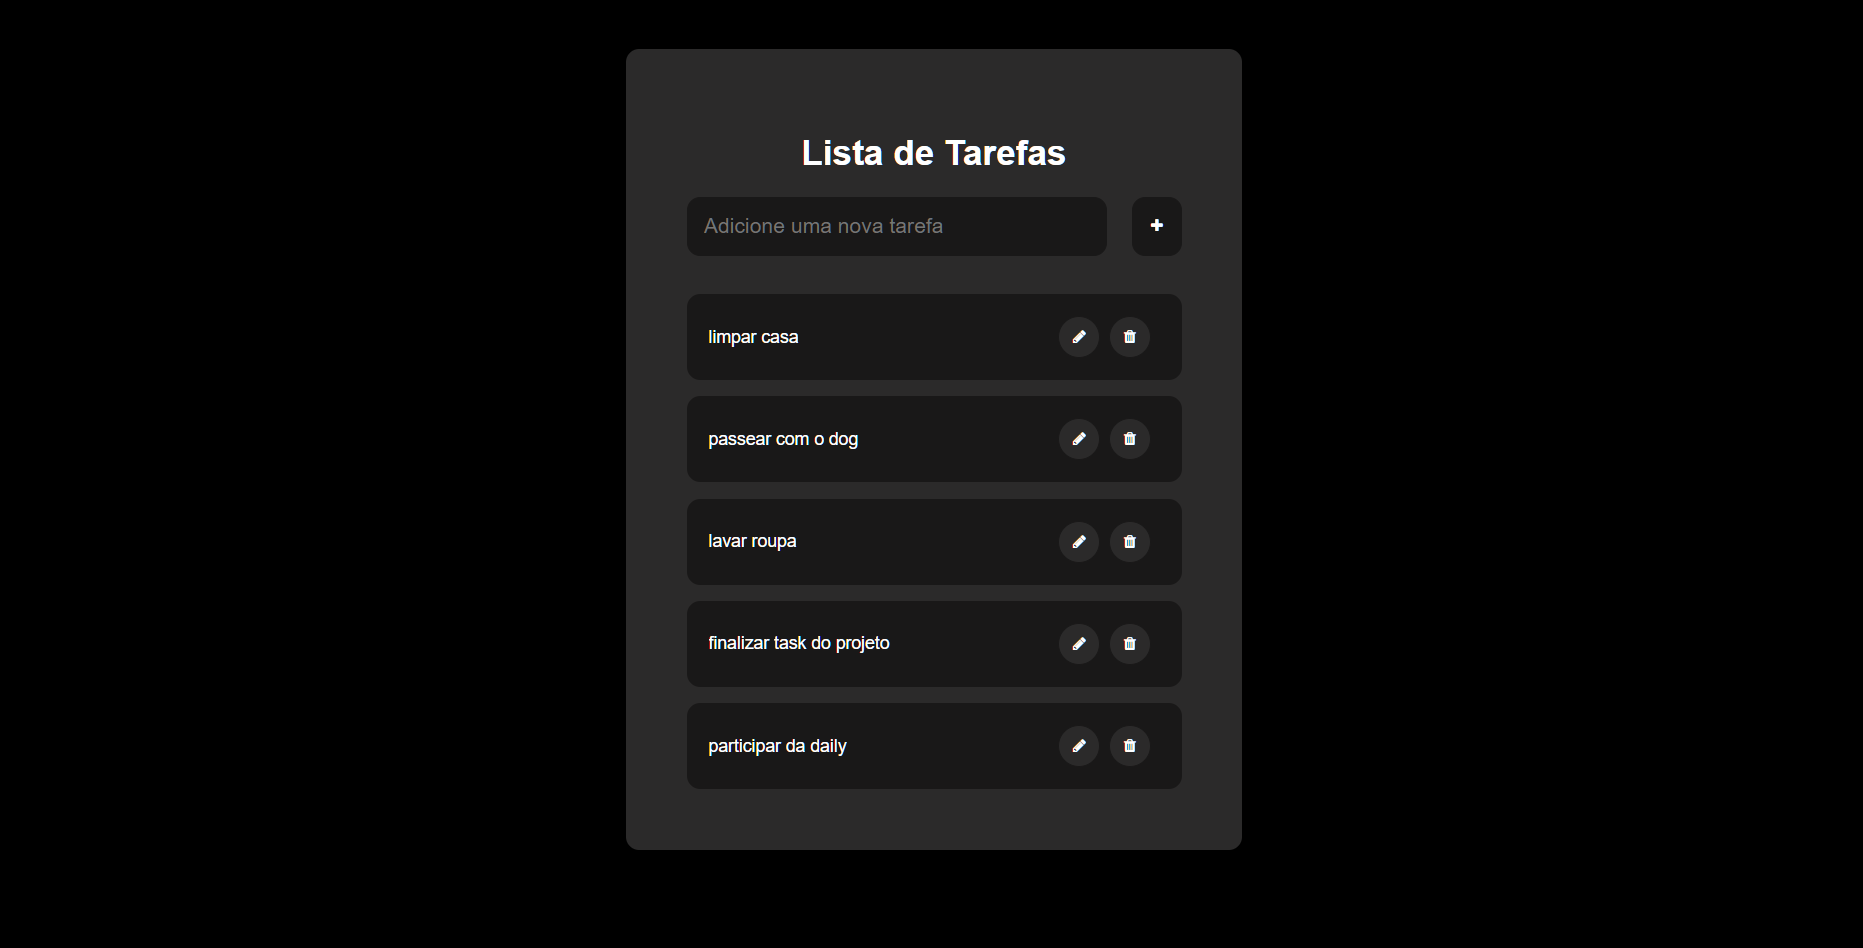 Lista de Tarefas
Adicione uma nova tarefa
limpar casa
passear com o dog
lavar roupa
finalizar task do projeto
participar da daily